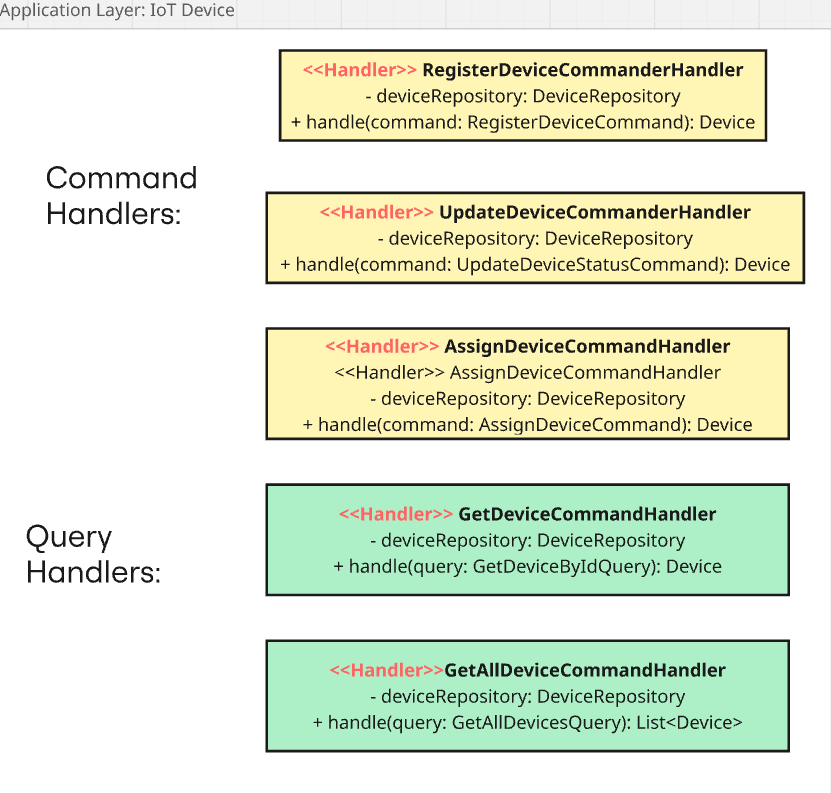 Application Layer: IoT Device
<<Handler>> RegisterDeviceCommanderHandler
- deviceRepository: DeviceRepository
+ handle(command: RegisterDeviceCommand): Device
Command
Handlers:
<<Handler>> UpdateDeviceCommanderHandler
- deviceRepository: DeviceRepository
+ handle(command: UpdateDeviceStatusCommand): Device
<<Handler>> AssignDeviceCommandHandler
<<Handler>> AssignDeviceCommandHandler
- deviceRepository: DeviceRepository
+ handle(command: AssignDeviceCommand): Device
Query
Handlers:
<<Handler>> GetDeviceCommandHandler
- deviceRepository: DeviceRepository
+ handle(query: GetDeviceByIdQuery): Device
<<Handler>>GetAllDeviceCommandHandler
- deviceRepository: DeviceRepository
+ handle(query: GetAllDevicesQuery): List<Device>